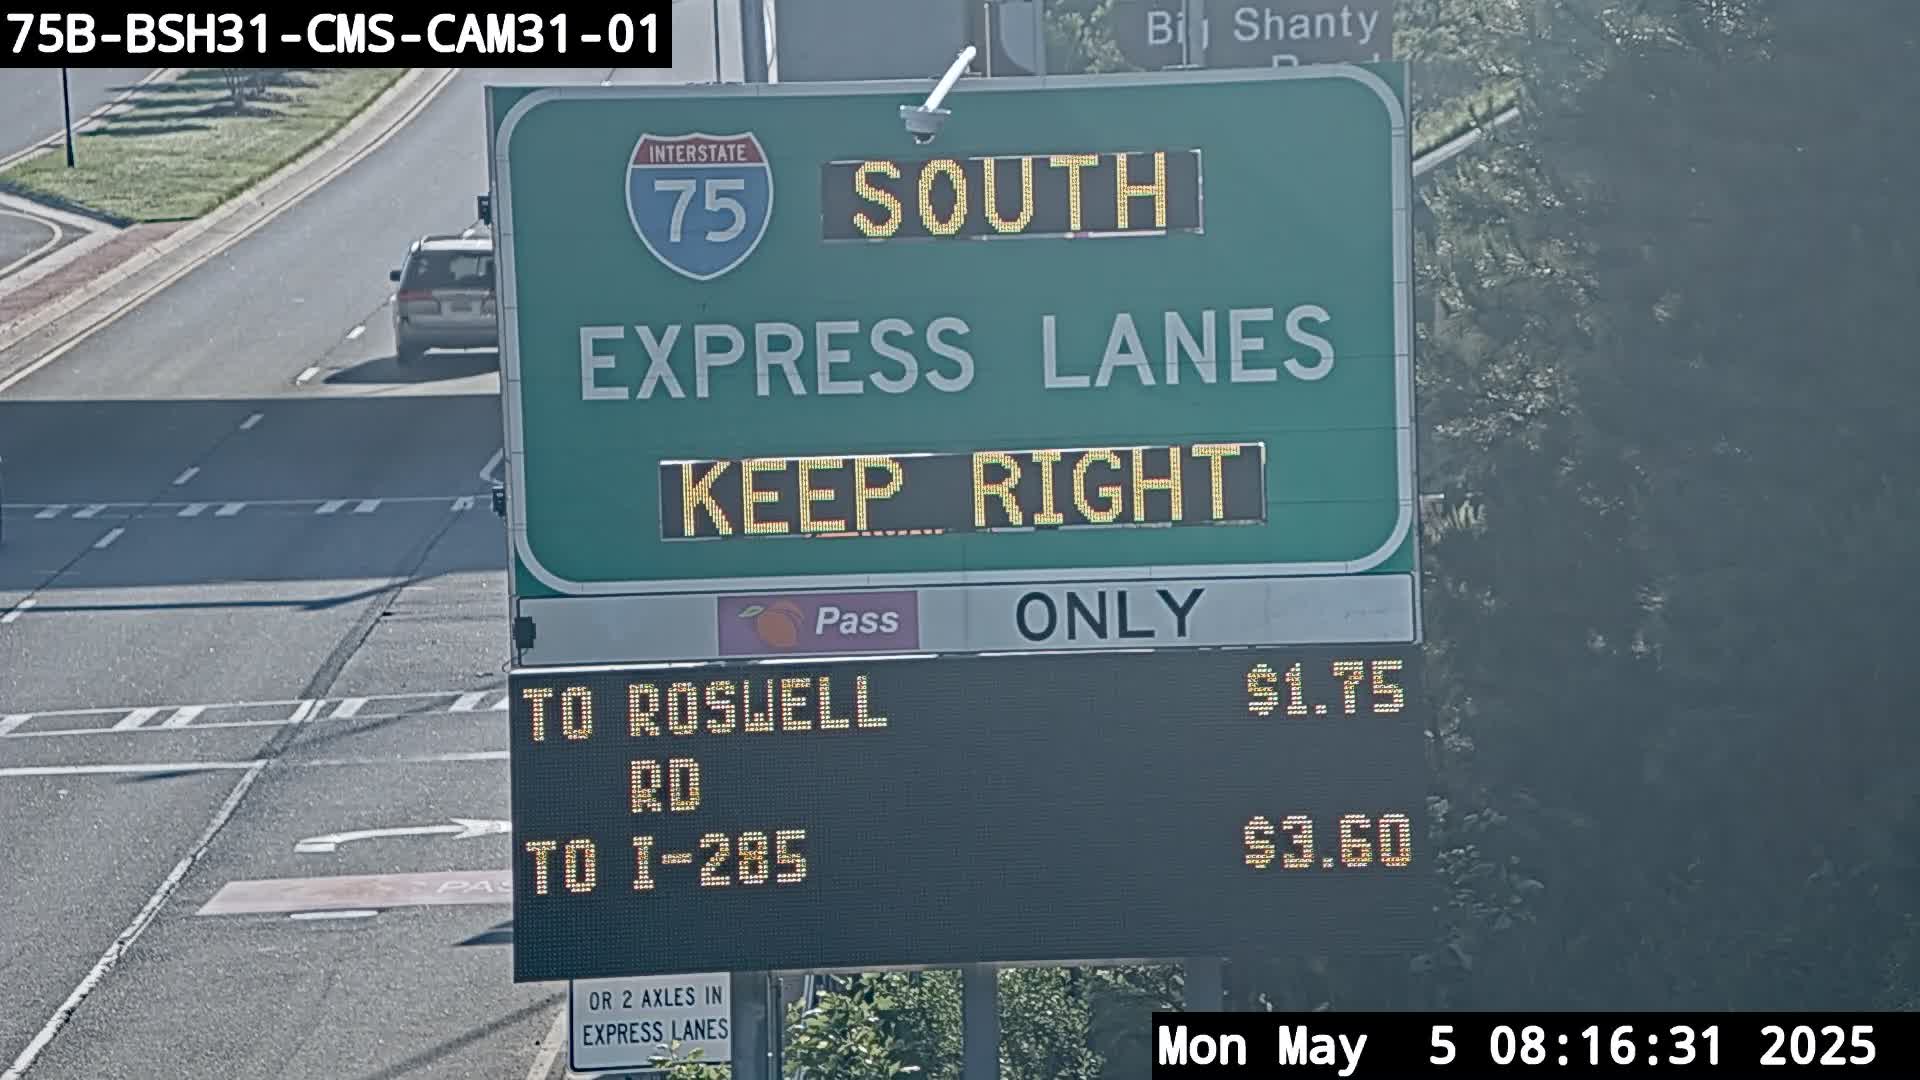 75B-BSH31-CMS-CAM31-01
Big Shanty
INTERSTATE
75
SOUTH
EXPRESS LANES
KEEP RIGHT
Pass ONLY
TO ROSWELL $1.75
RD
TO I-285 $3.60
OR 2 AXLES IN
EXPRESS LANES
Mon May 5 08:16:31 2025